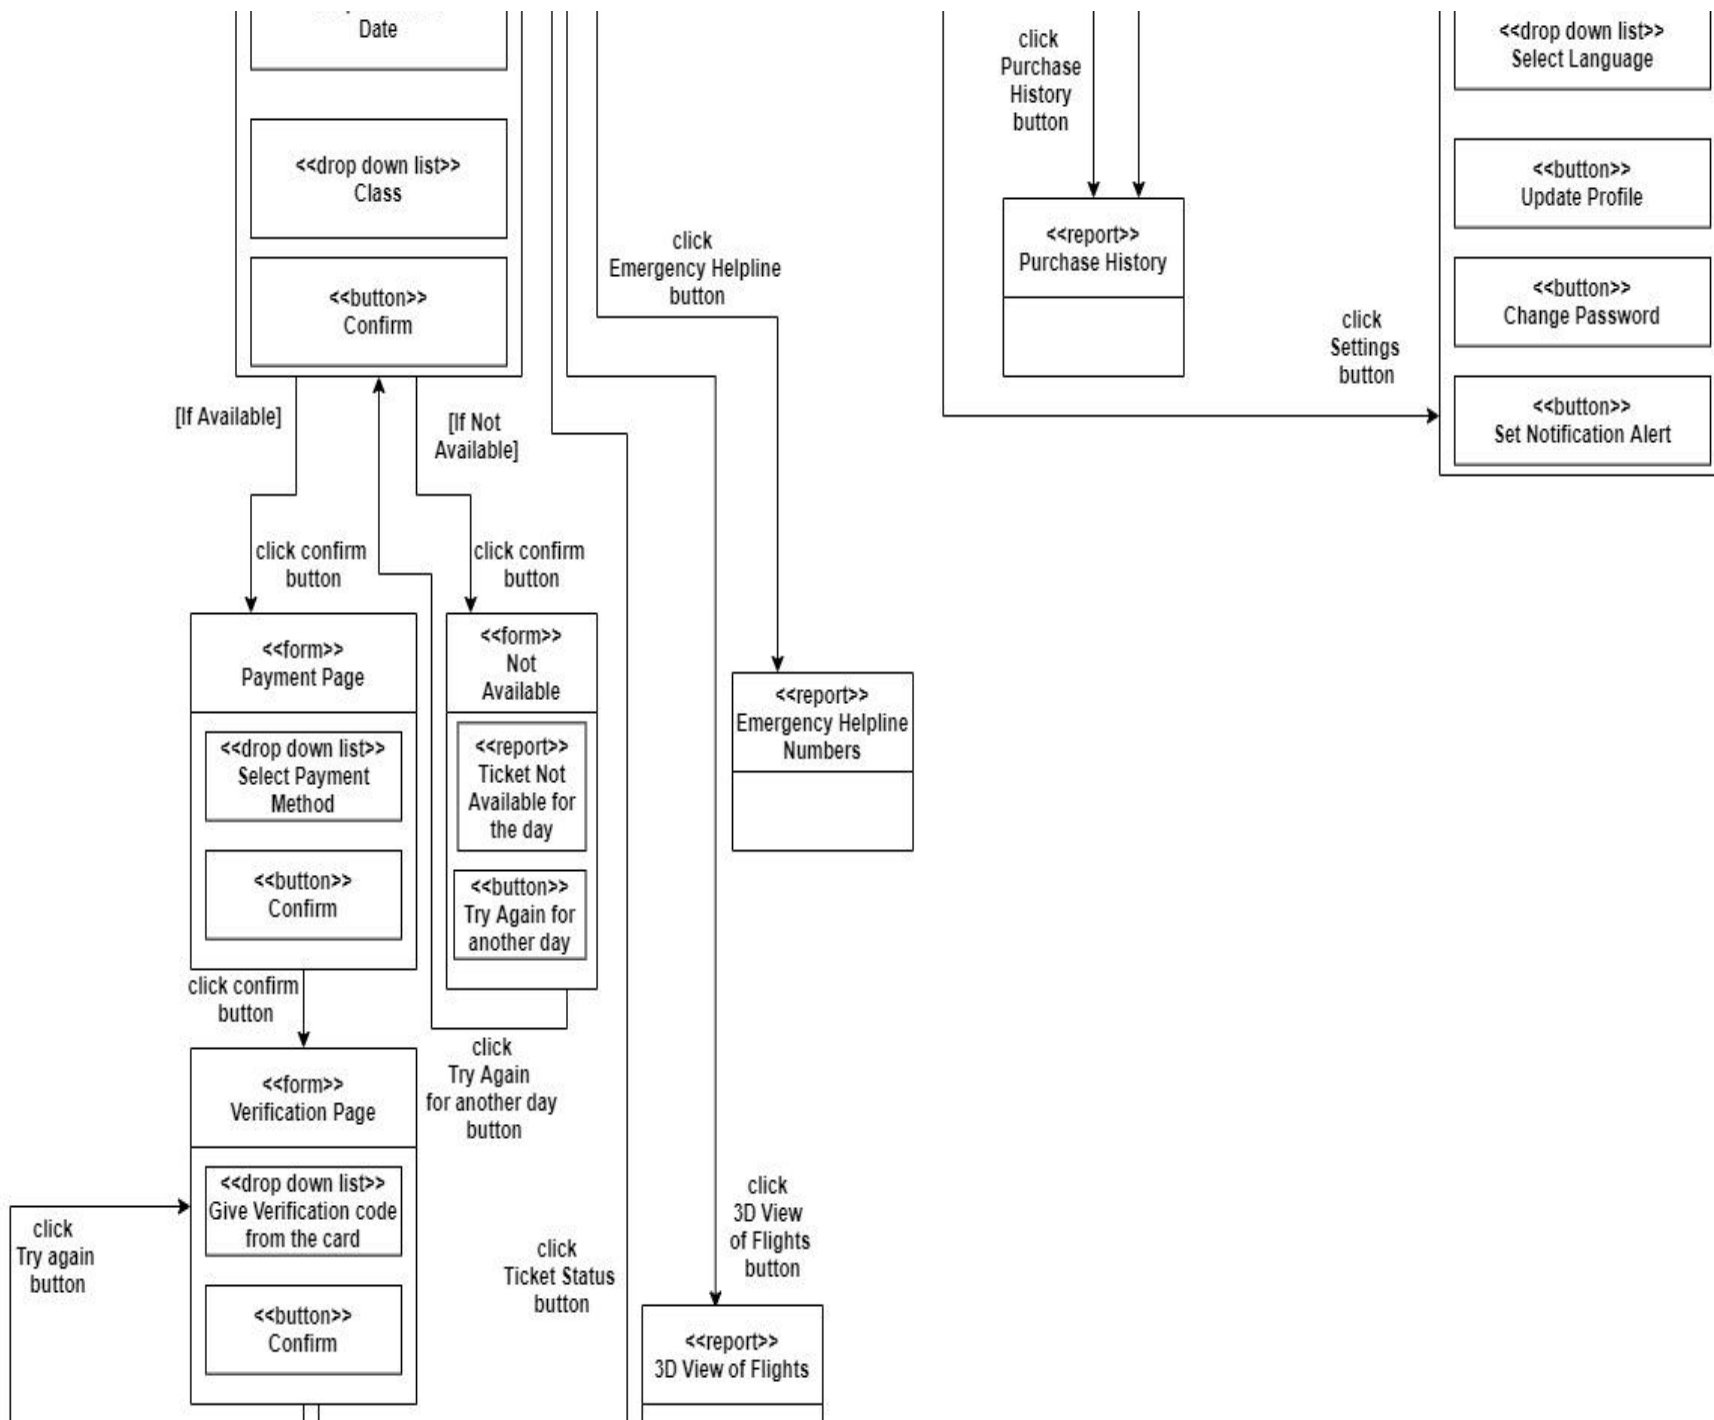 Date
<<drop down list>>
Class
<<button>>
Confirm
[If Available]
[If Not
Available]
click confirm
button
click confirm
button
<<form>>
Payment Page
<<drop down list>>
Select Payment
Method
<<button>>
Confirm
<<form>>
Not
Available
<<report>>
Ticket Not
Available for
the day
<<button>>
Try Again for
another day
click confirm
button
click
Try Again
for another day
button
<<form>>
Verification Page
<<drop down list>>
Give Verification code
from the card
<<button>>
Confirm
click
Try again
button
click
Ticket Status
button
click
Emergency Helpline
button
<<report>>
Emergency Helpline
Numbers
click
3D View
of Flights
button
<<report>>
3D View of Flights
click
Purchase
History
button
<<report>>
Purchase History
click
Settings
button
<<drop down list>>
Select Language
<<button>>
Update Profile
<<button>>
Change Password
<<button>>
Set Notification Alert